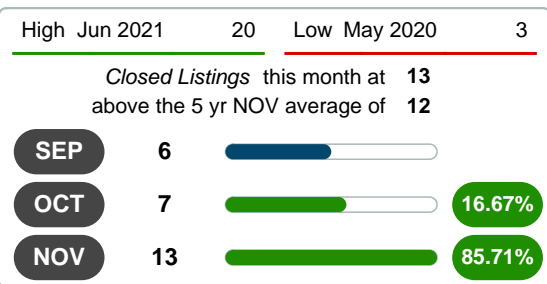 High Jun 2021 20 Low May 2020 3
Closed Listings this month at 13
above the 5 yr NOV average of 12
SEP 6
OCT 7 16.67%
NOV 13 85.71%